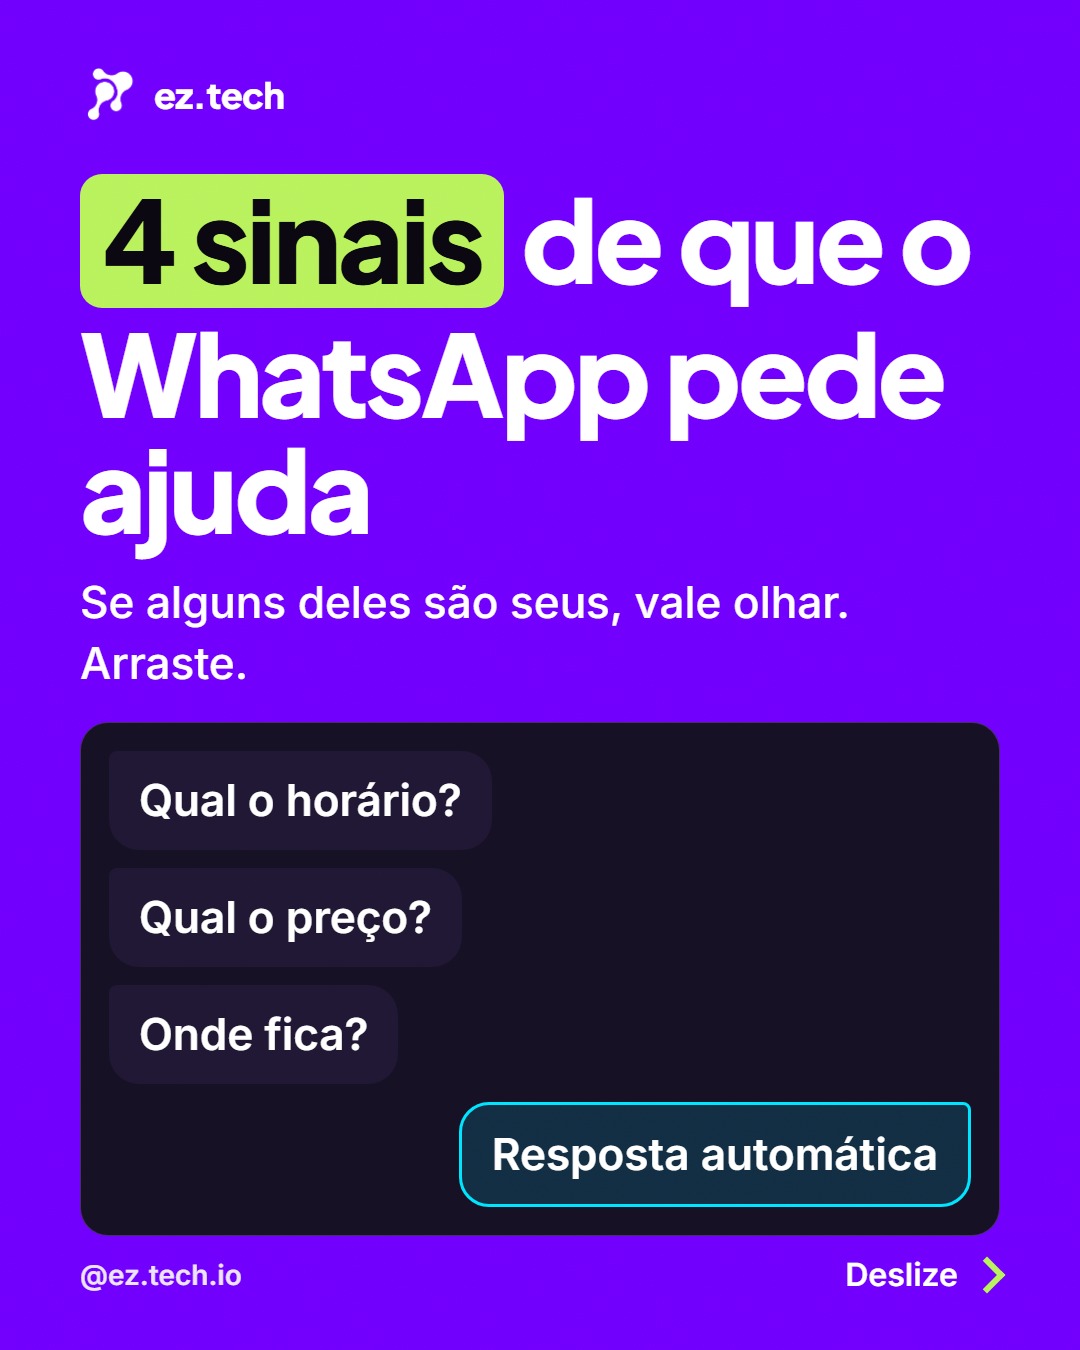 ez.tech
4 sinais de que o
WhatsApp pede
ajuda
Se alguns deles são seus, vale olhar.
Arraste.
Qual o horário?
Qual o preço?
Onde fica?
Resposta automática
@ez.tech.io
Deslize